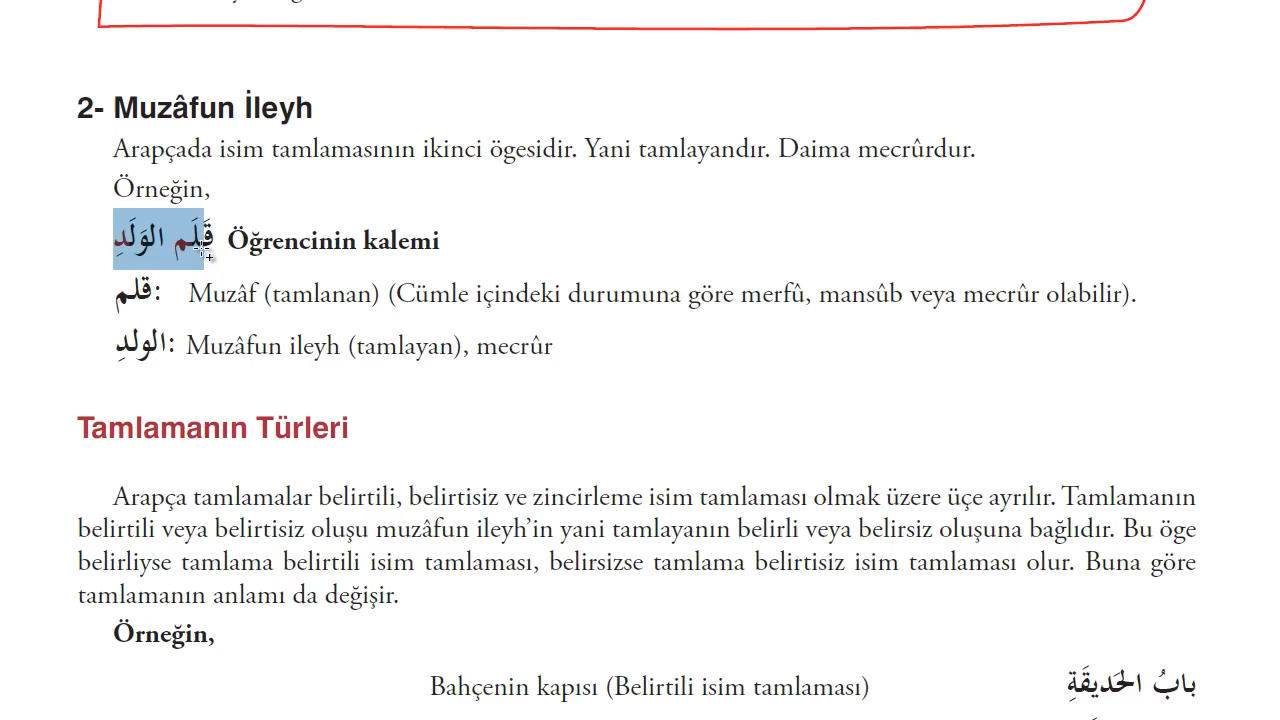 2- Muzâfun İleyh
Arapçada isim tamlamasının ikinci ögesidir. Yani tamlayandır. Daima mecrûrdur.
Örneğin,
قَلَم الوَلَدِ Öğrencinin kalemi
قلم: Muzâf (tamlanan) (Cümle içindeki durumuna göre merfû, mansûb veya mecrûr olabilir).
الولدِ: Muzâfun ileyh (tamlayan), mecrûr
Tamlamanın Türleri
Arapça tamlamalar belirtili, belirtisiz ve zincirleme isim tamlaması olmak üzere üçe ayrılır. Tamlamanın
belirtili veya belirtisiz oluşu muzâfun ileyh’in yani tamlayanın belirli veya belirsiz oluşuna bağlıdır. Bu öge
belirliyse tamlama belirtili isim tamlaması, belirsizse tamlama belirtisiz isim tamlaması olur. Buna göre
tamlamanın anlamı da değişir.
Örneğin,
Bahçenin kapısı (Belirtili isim tamlaması) بابُ الحَديقَةِ